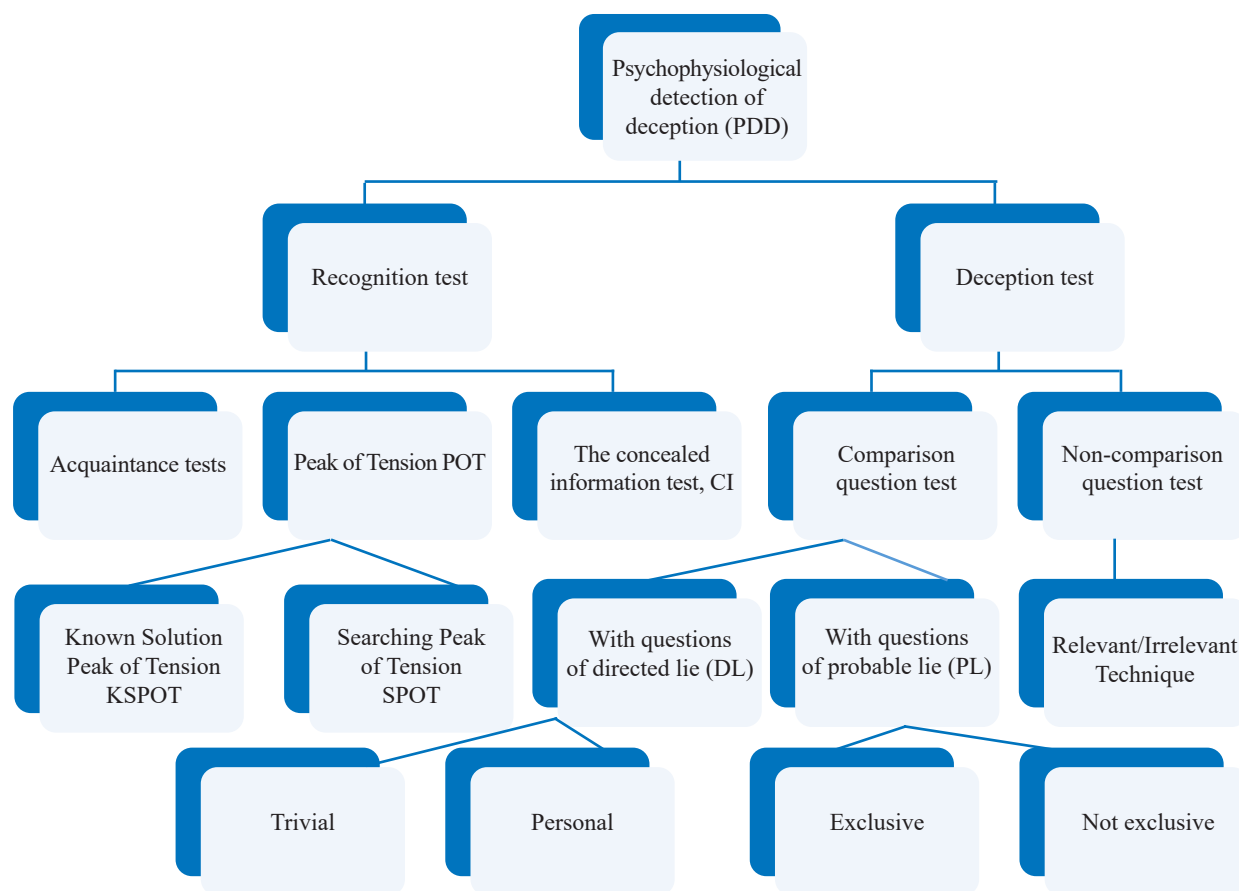 Psychophysiological
detection of
deception (PDD)
Recognition test
Deception test
Acquaintance tests
Peak of Tension POT
The concealed
information test, CI
Comparison
question test
Non-comparison
question test
Known Solution
Peak of Tension
KSPOT
Searching Peak
of Tension
SPOT
With questions
of directed lie (DL)
With questions
of probable lie (PL)
Relevant/Irrelevant
Technique
Trivial
Personal
Exclusive
Not exclusive